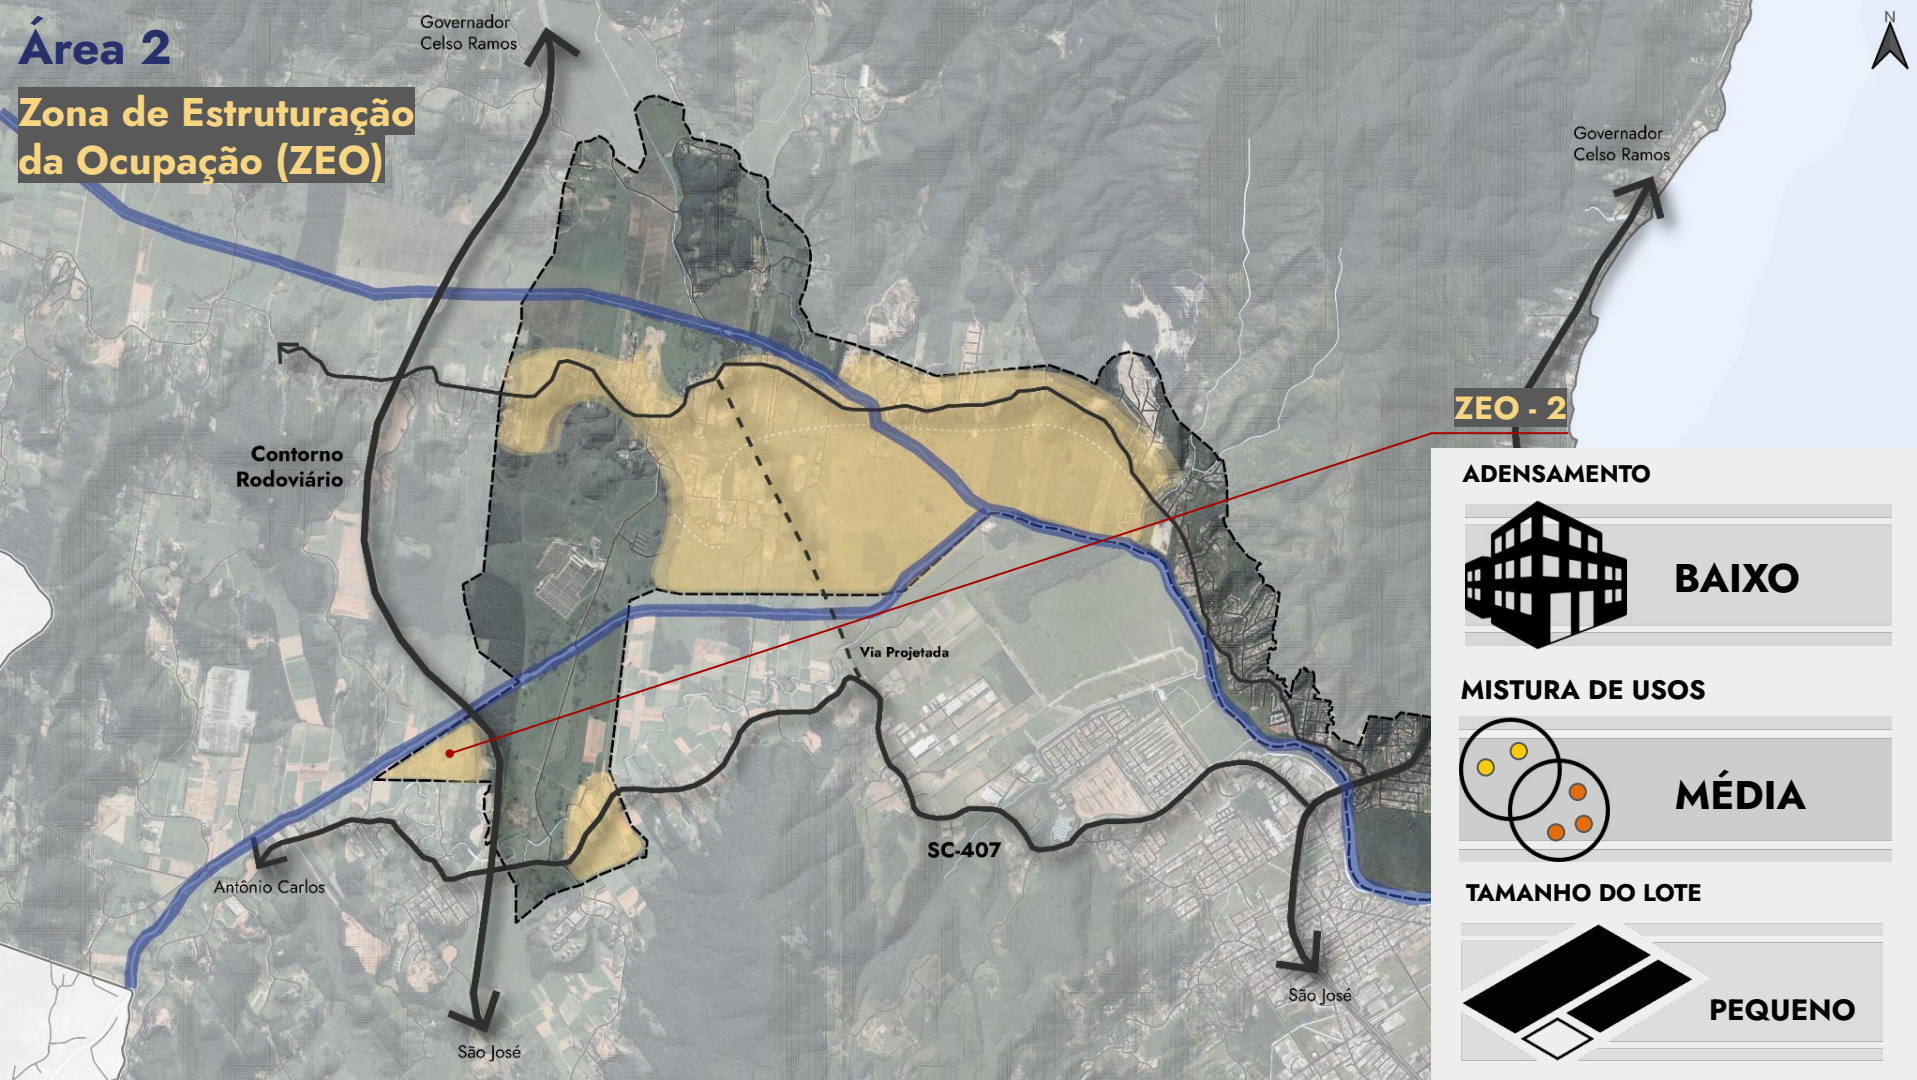 Área 2
Zona de Estruturação
da Ocupação (ZEO)
Governador
Celso Ramos
N
Governador
Celso Ramos
ZEO - 2
Contorno
Rodoviário
Via Projetada
SC-407
Antônio Carlos
São José
São José
ADENSAMENTO
BAIXO
MISTURA DE USOS
MÉDIA
TAMANHO DO LOTE
PEQUENO